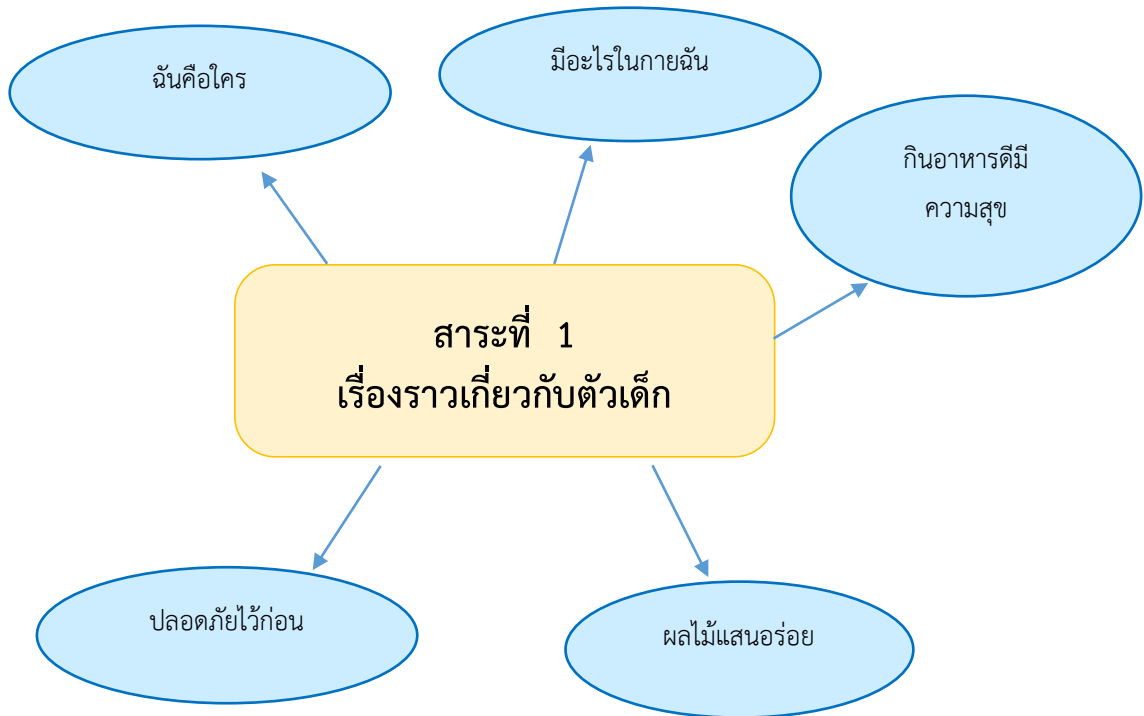 ฉันคือใคร
มีอะไรในกายฉัน
กินอาหารดีมี
ความสุข
สาระที่ 1
เรื่องราวเกี่ยวกับตัวเด็ก
ปลอดภัยไว้ก่อน
ผลไม้แสนอร่อย